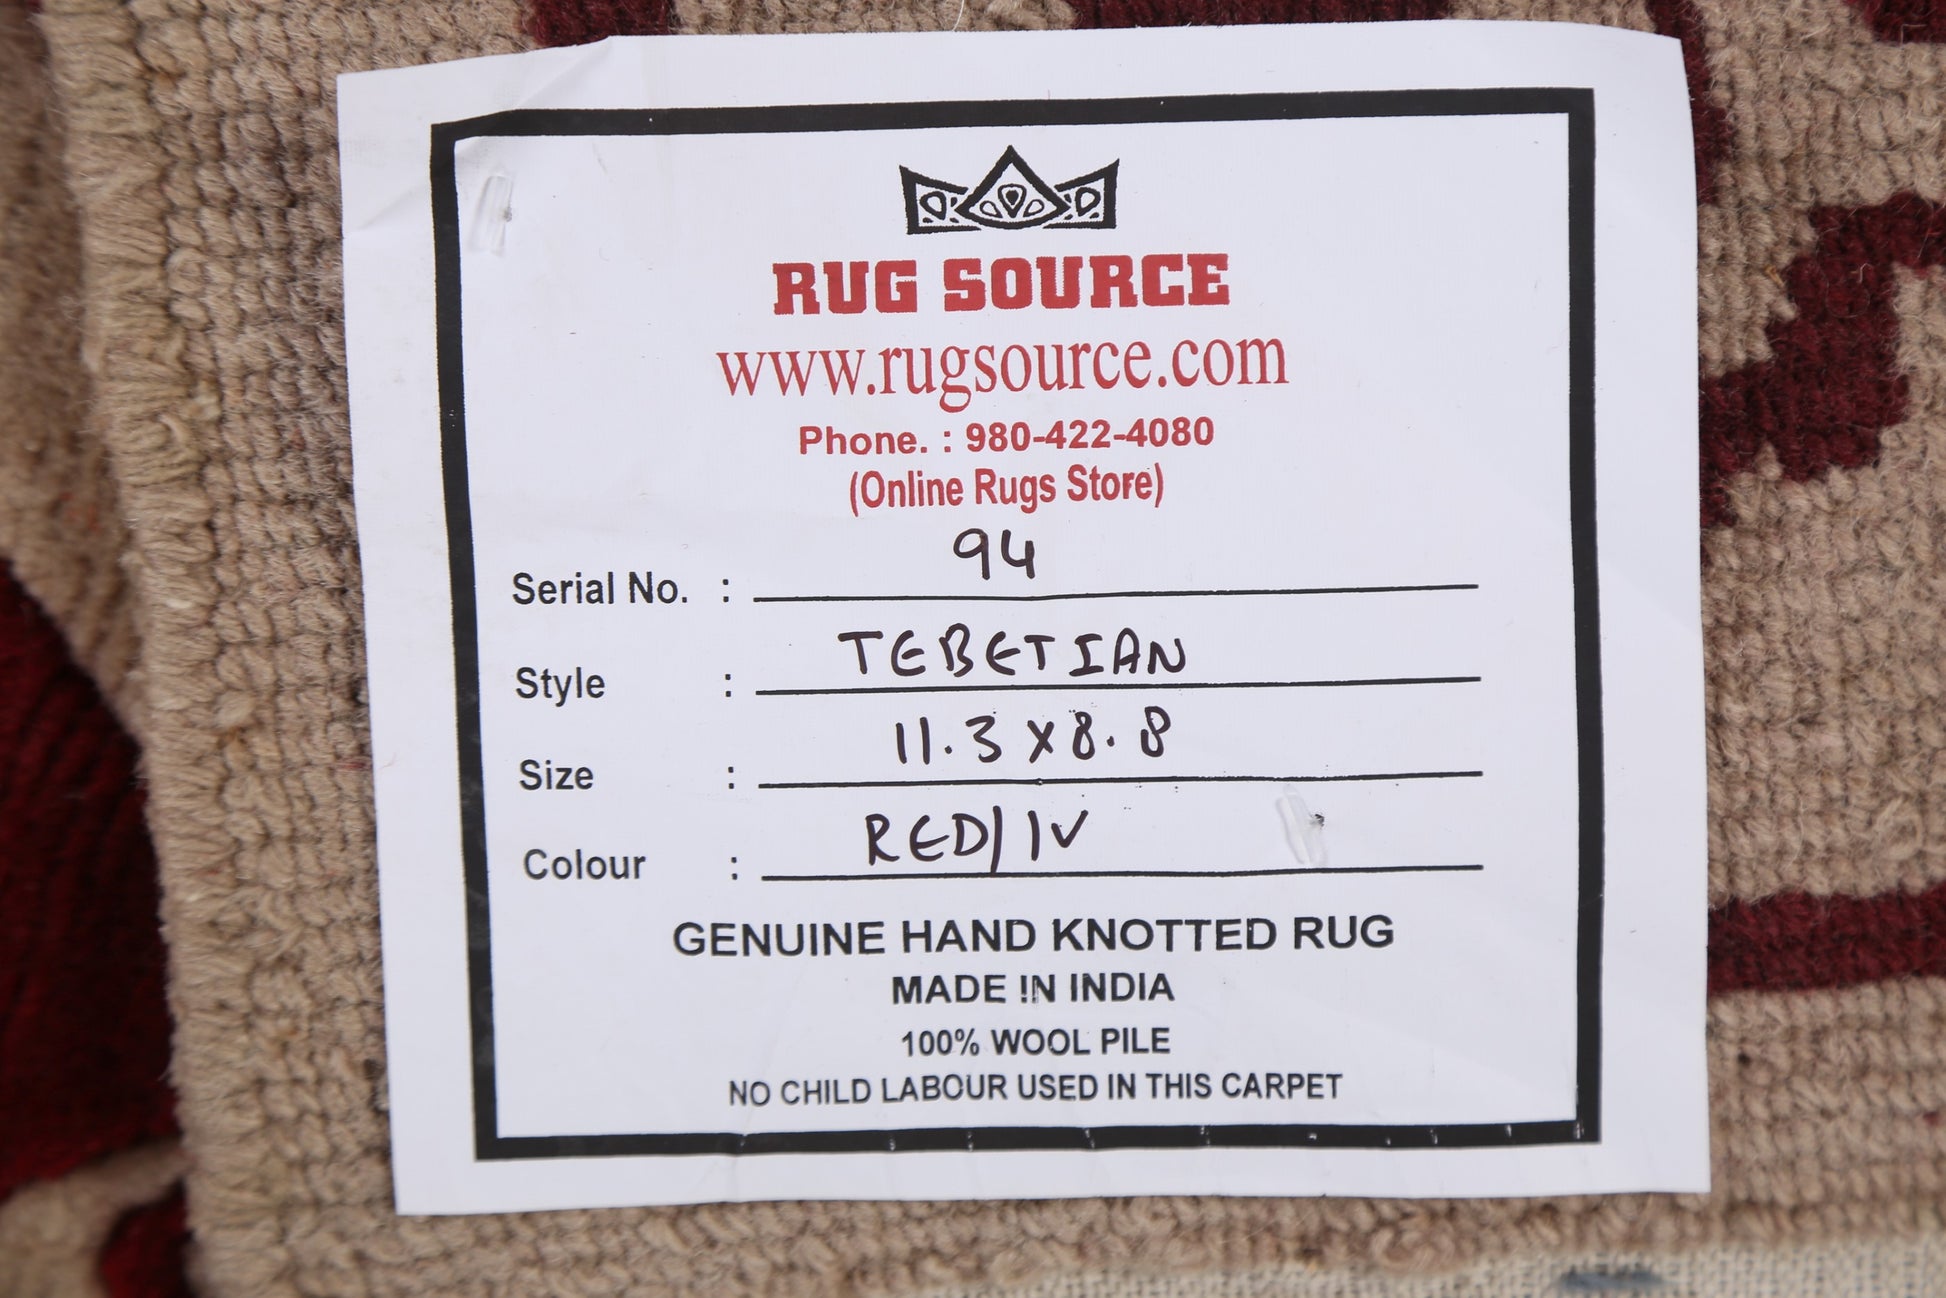 RUG SOURCE
www.rugsource.com
Phone. : 980-422-4080
(Online Rugs Store)
Serial No. : 94
Style : TEBETIAN
Size : 11.3 x 8.8
Colour : RED/IV
GENUINE HAND KNOTTED RUG
MADE IN INDIA
100% WOOL PILE
NO CHILD LABOUR USED IN THIS CARPET